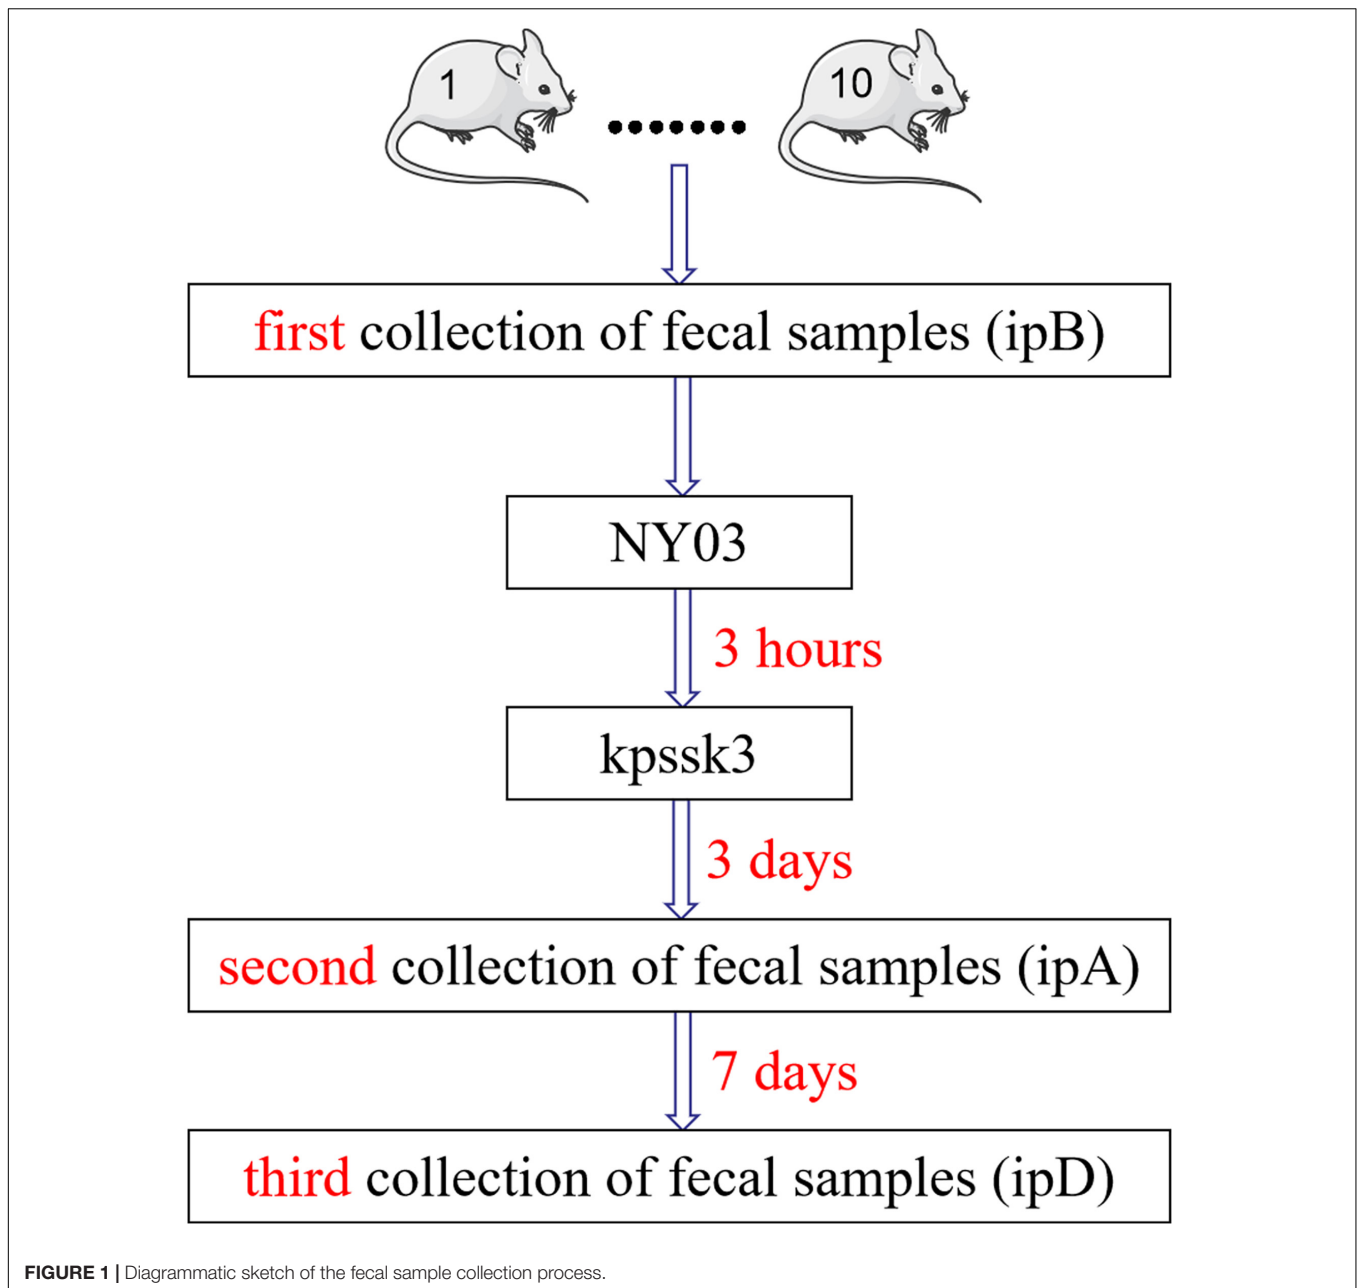 1
10
first collection of fecal samples (ipB)
NY03
3 hours
kpssk3
3 days
second collection of fecal samples (ipA)
7 days
third collection of fecal samples (ipD)
FIGURE 1 | Diagrammatic sketch of the fecal sample collection process.